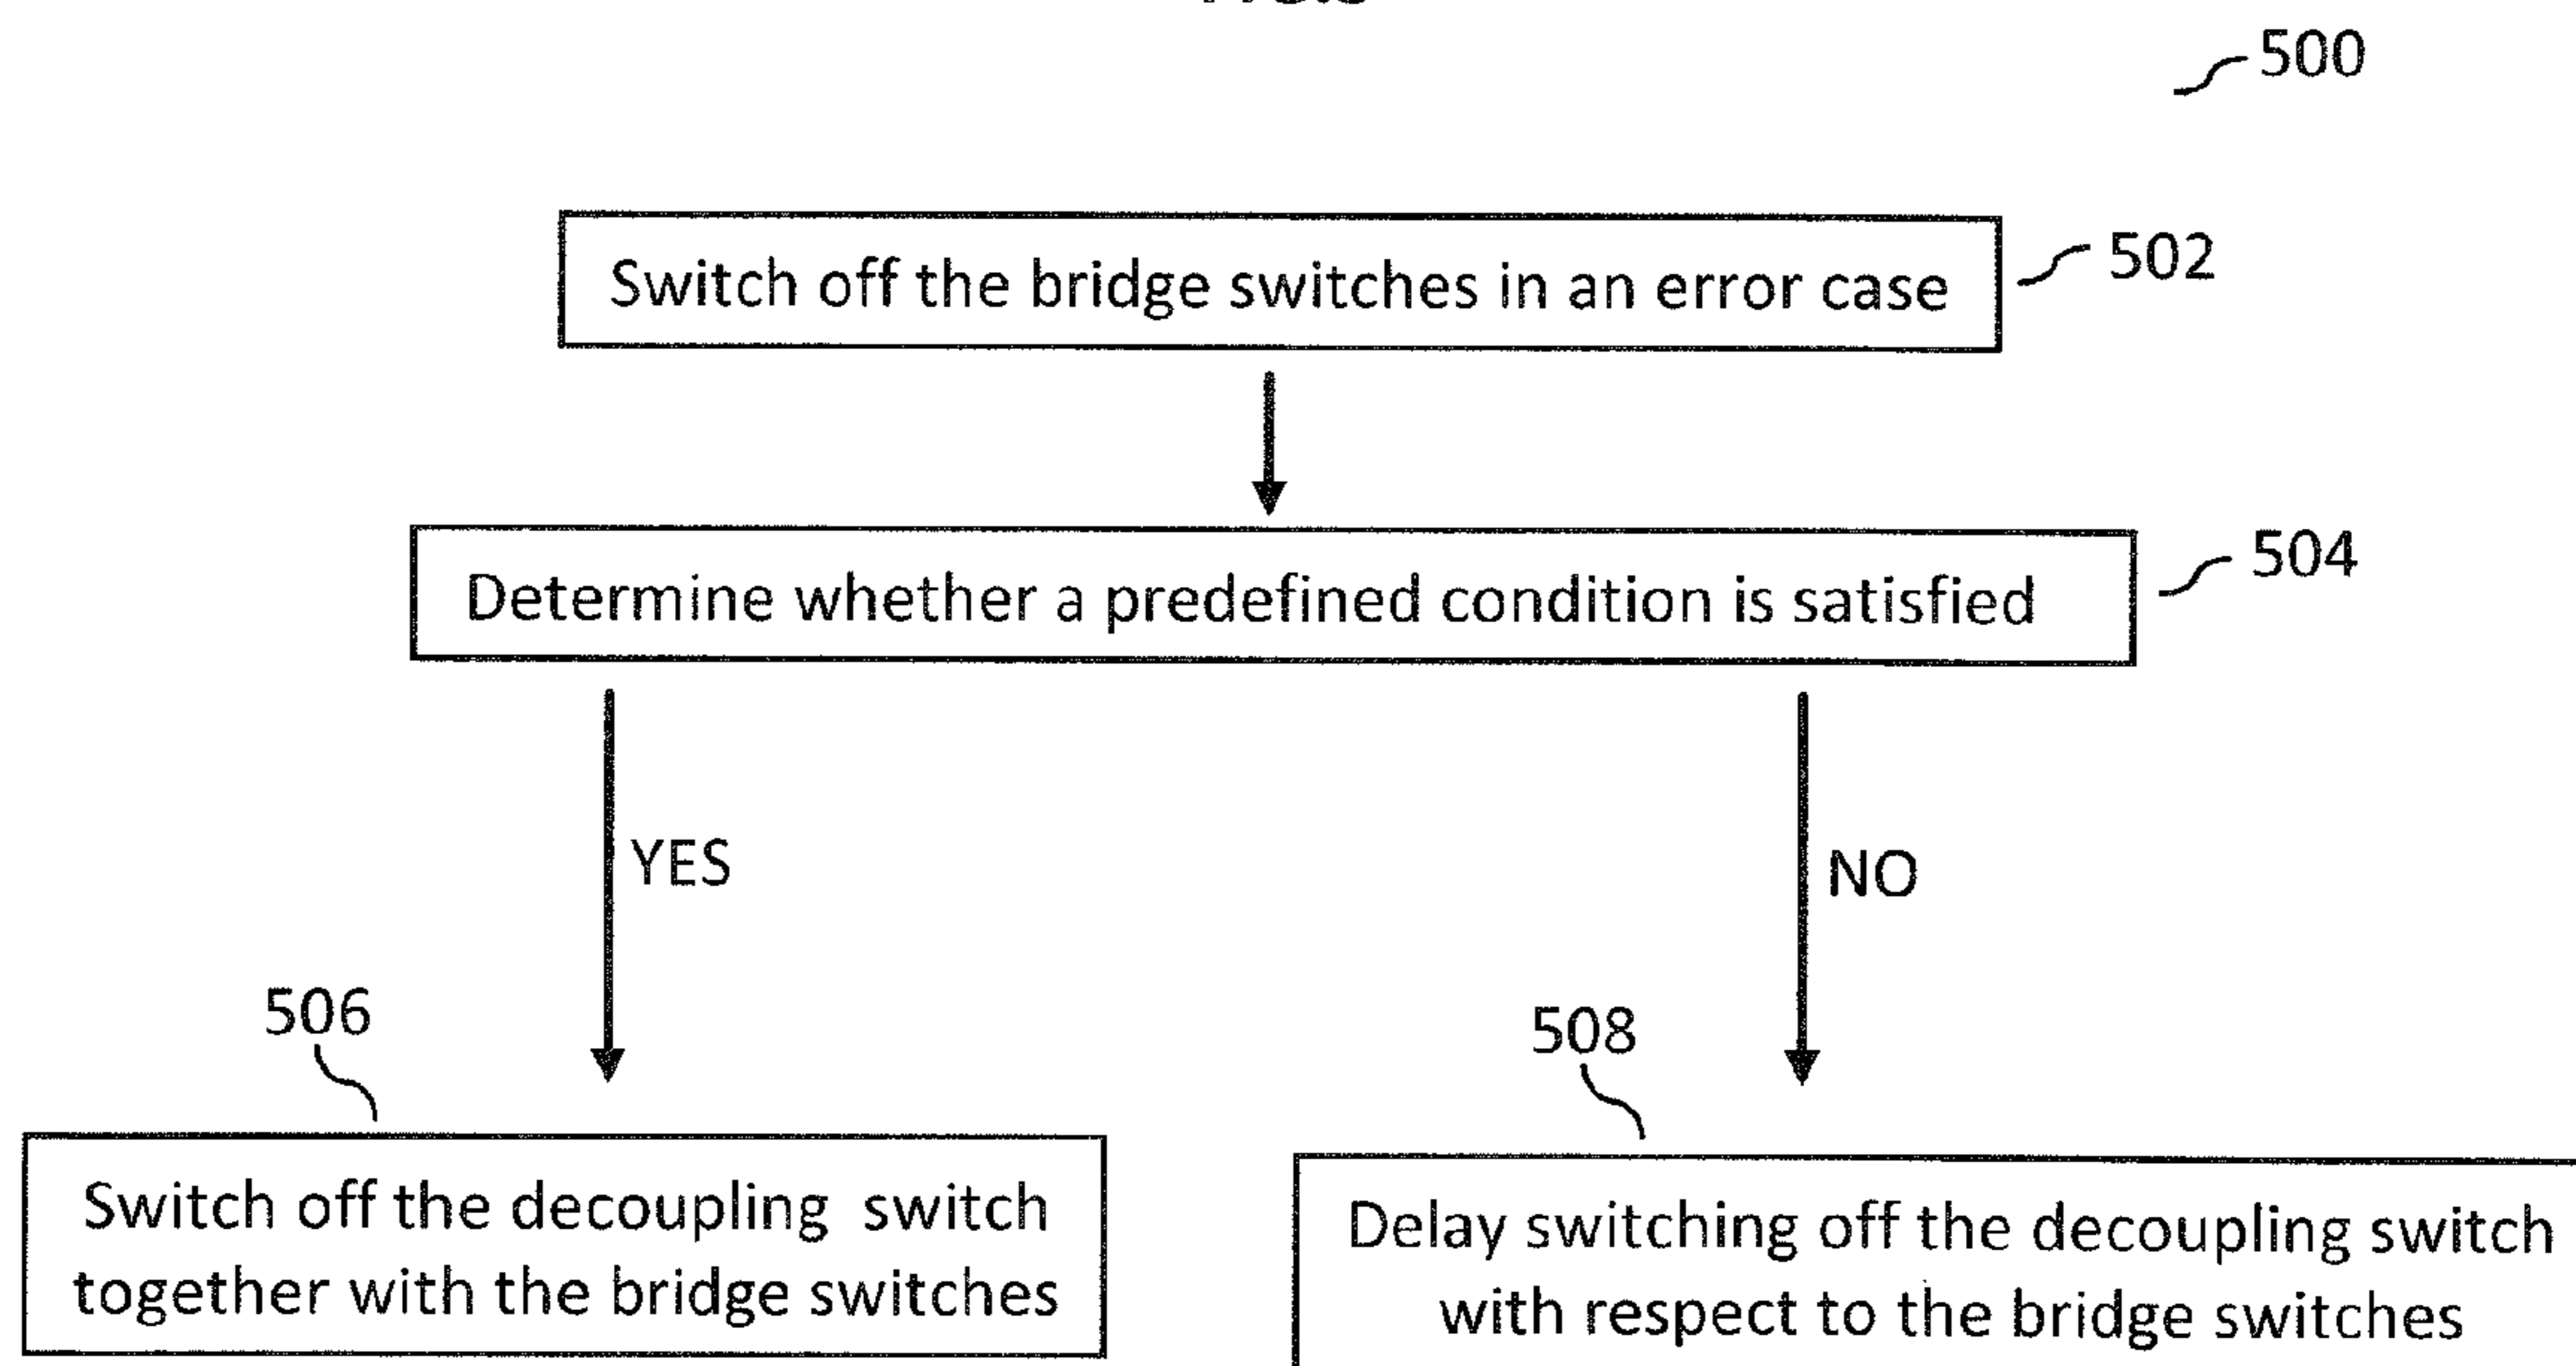 500
Switch off the bridge switches in an error case
502
Determine whether a predefined condition is satisfied
504
YES
NO
506
508
Switch off the decoupling switch
together with the bridge switches
Delay switching off the decoupling switch
with respect to the bridge switches